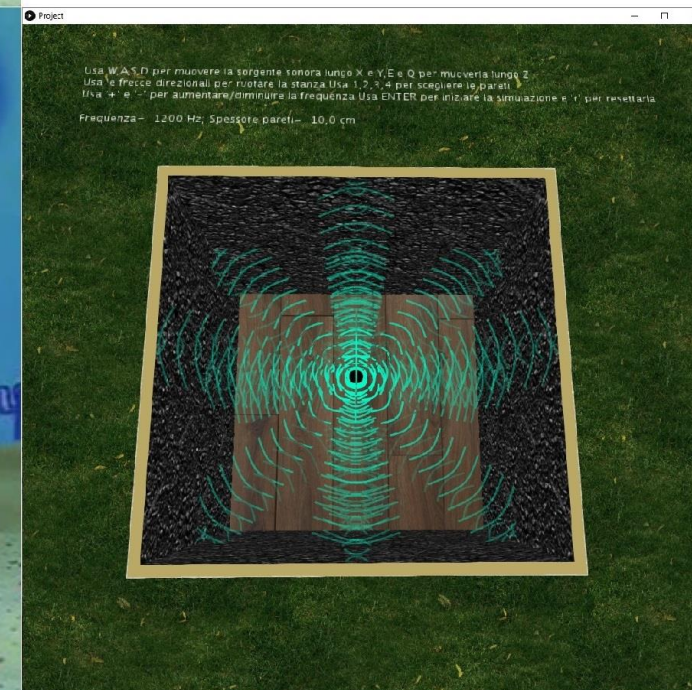 Project
Usa W,A,S,D per muovere la sorgente sonora lungo X e Y,E e Q per muoverla lungo Z
Usa le frecce direzionali per ruotare la stanza.Usa 1,2,3,4 per scegliere le pareti
Usa '+' e '-' per aumentare/diminuire la frequenza.Usa ENTER per iniziare la simulazione e 'r' per resettarla
Frequenza= 1200 Hz; Spessore pareti= 10,0 cm